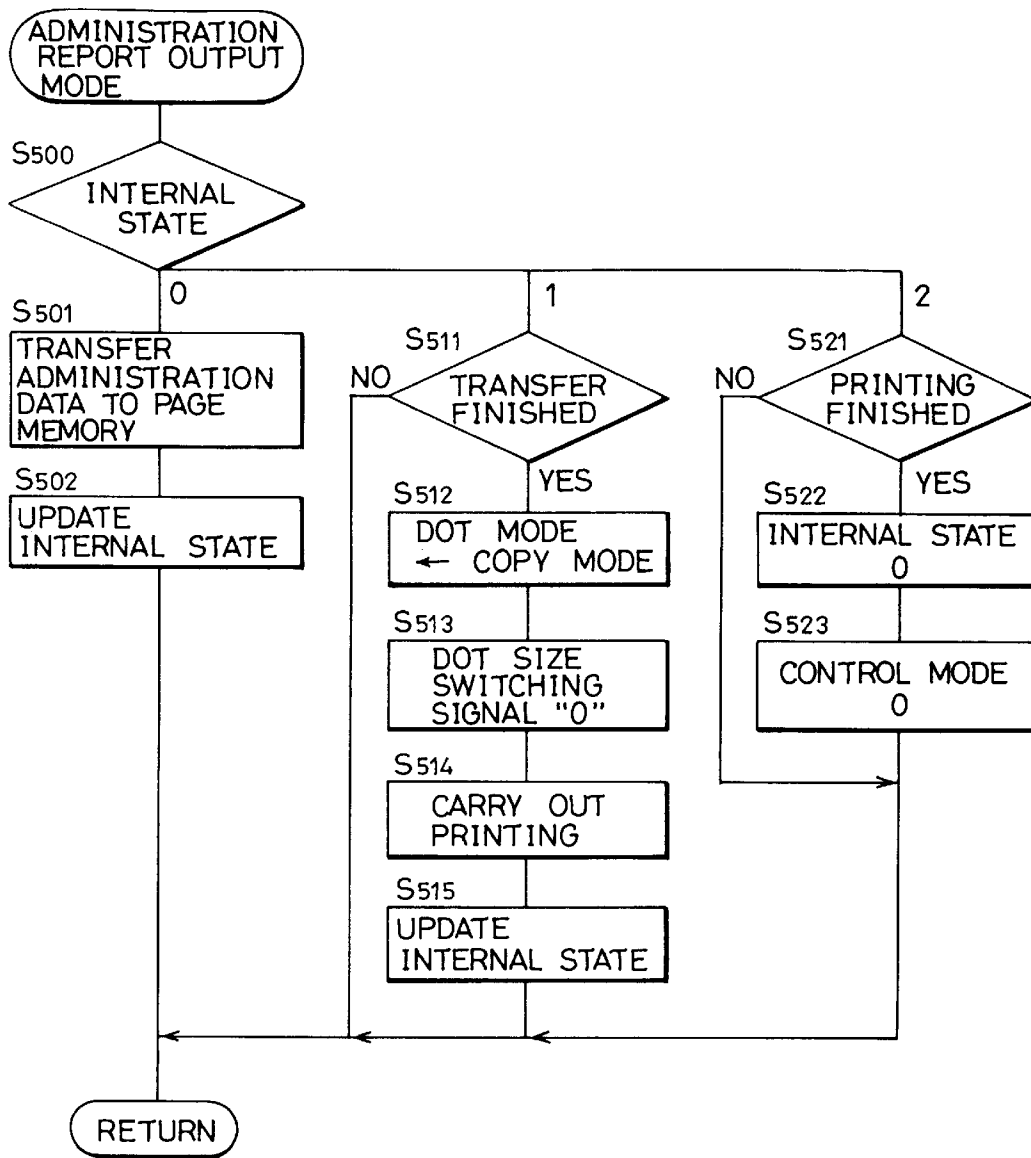 ADMINISTRATION
REPORT OUTPUT
MODE
S500
INTERNAL
STATE
0
1
2
S501
TRANSFER
ADMINISTRATION
DATA TO PAGE
MEMORY
S502
UPDATE
INTERNAL STATE
S511
NO
TRANSFER
FINISHED
YES
S512
DOT MODE
← COPY MODE
S513
DOT SIZE
SWITCHING
SIGNAL "0"
S514
CARRY OUT
PRINTING
S515
UPDATE
INTERNAL STATE
S521
NO
PRINTING
FINISHED
YES
S522
INTERNAL STATE
0
S523
CONTROL MODE
0
RETURN